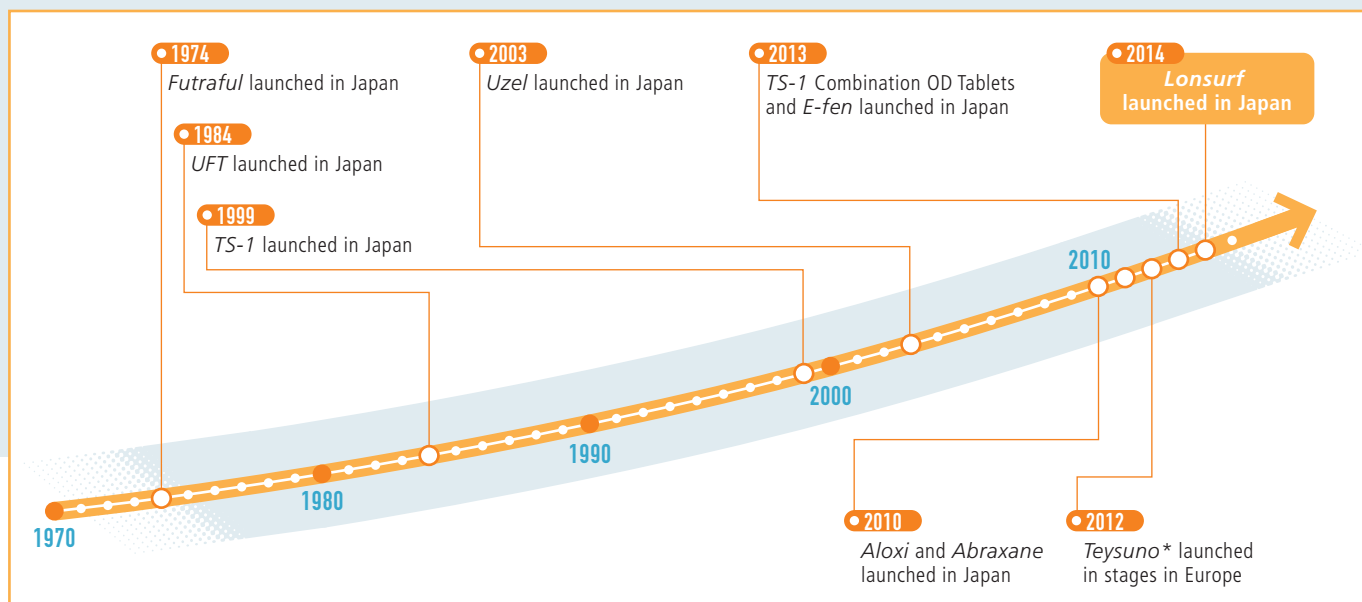 1974
Futraful launched in Japan
1984
UFT launched in Japan
1999
TS-1 launched in Japan
2003
Uzel launched in Japan
2013
TS-1 Combination OD Tablets
and E-fen launched in Japan
2014
Lonsurf
launched in Japan
1970
1980
1990
2000
2010
2010
Aloxi and Abraxane
launched in Japan
2012
Teysuno* launched
in stages in Europe